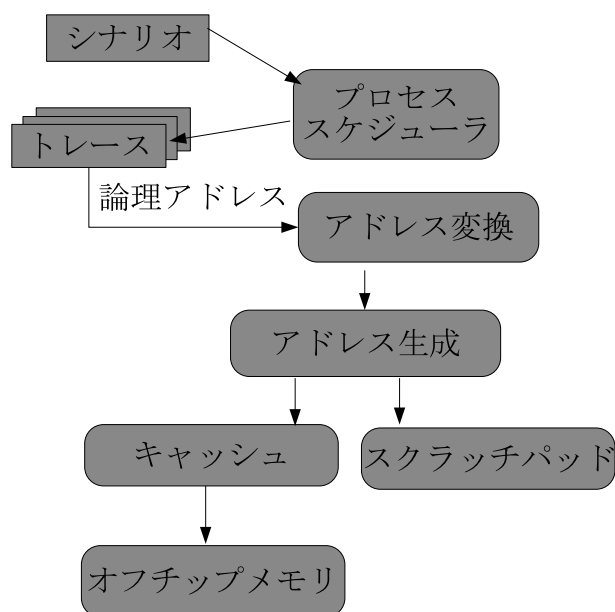 シナリオ
プロセス
スケジューラ
トレース
論理アドレス
アドレス変換
アドレス生成
キャッシュ
スクラッチパッド
オフチップメモリ